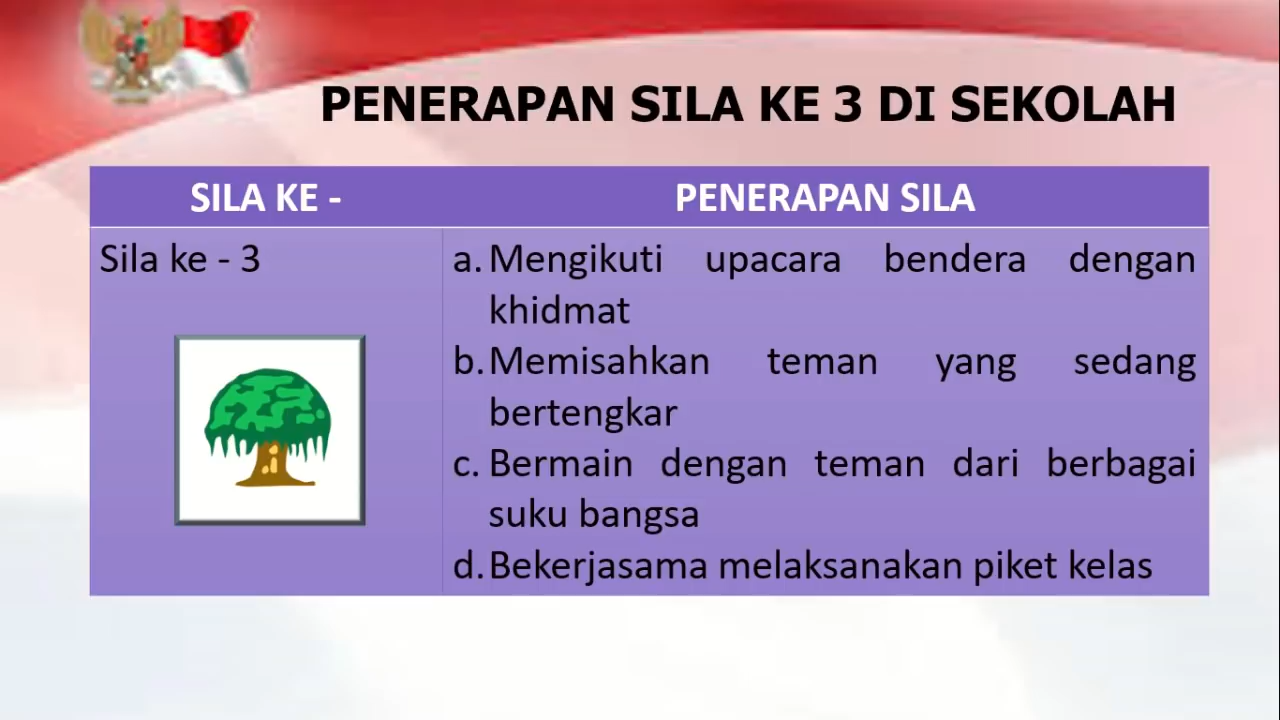 PENERAPAN SILA KE 3 DI SEKOLAH
SILA KE -
PENERAPAN SILA
Sila ke - 3
a. Mengikuti upacara bendera dengan
khidmat
b. Memisahkan teman yang sedang
bertengkar
c. Bermain dengan teman dari berbagai
suku bangsa
d. Bekerjasama melaksanakan piket kelas